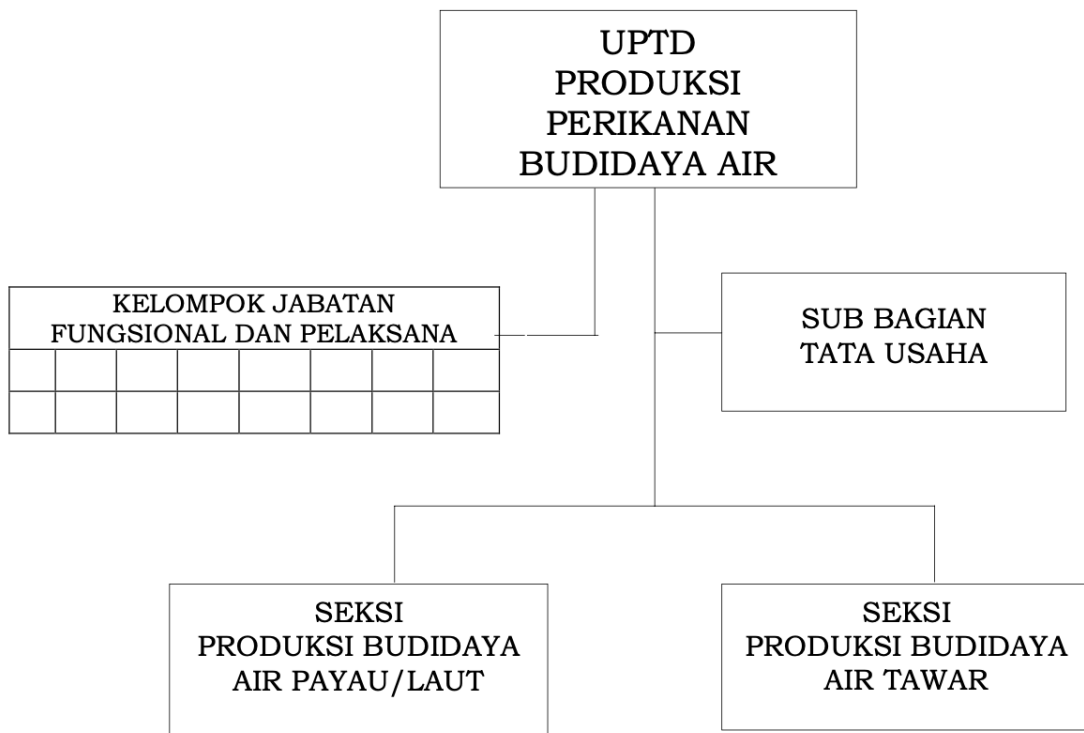 UPTD
PRODUKSI
PERIKANAN
BUDIDAYA AIR
KELOMPOK JABATAN
FUNGSIONAL DAN PELAKSANA
SUB BAGIAN
TATA USAHA
SEKSI
PRODUKSI BUDIDAYA
AIR PAYAU/LAUT
SEKSI
PRODUKSI BUDIDAYA
AIR TAWAR